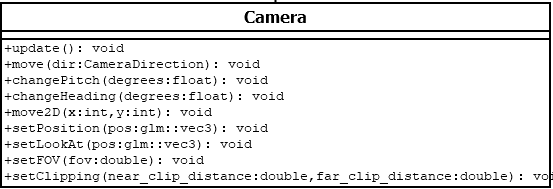 Camera
+update(): void
+move(dir:CameraDirection): void
+changePitch(degrees:float): void
+changeHeading(degrees:float): void
+move2D(x:int,y:int): void
+setPosition(pos:glm::vec3): void
+setLookAt(pos:glm::vec3): void
+setFOV(fov:double): void
+setClipping(near_clip_distance:double,far_clip_distance:double):